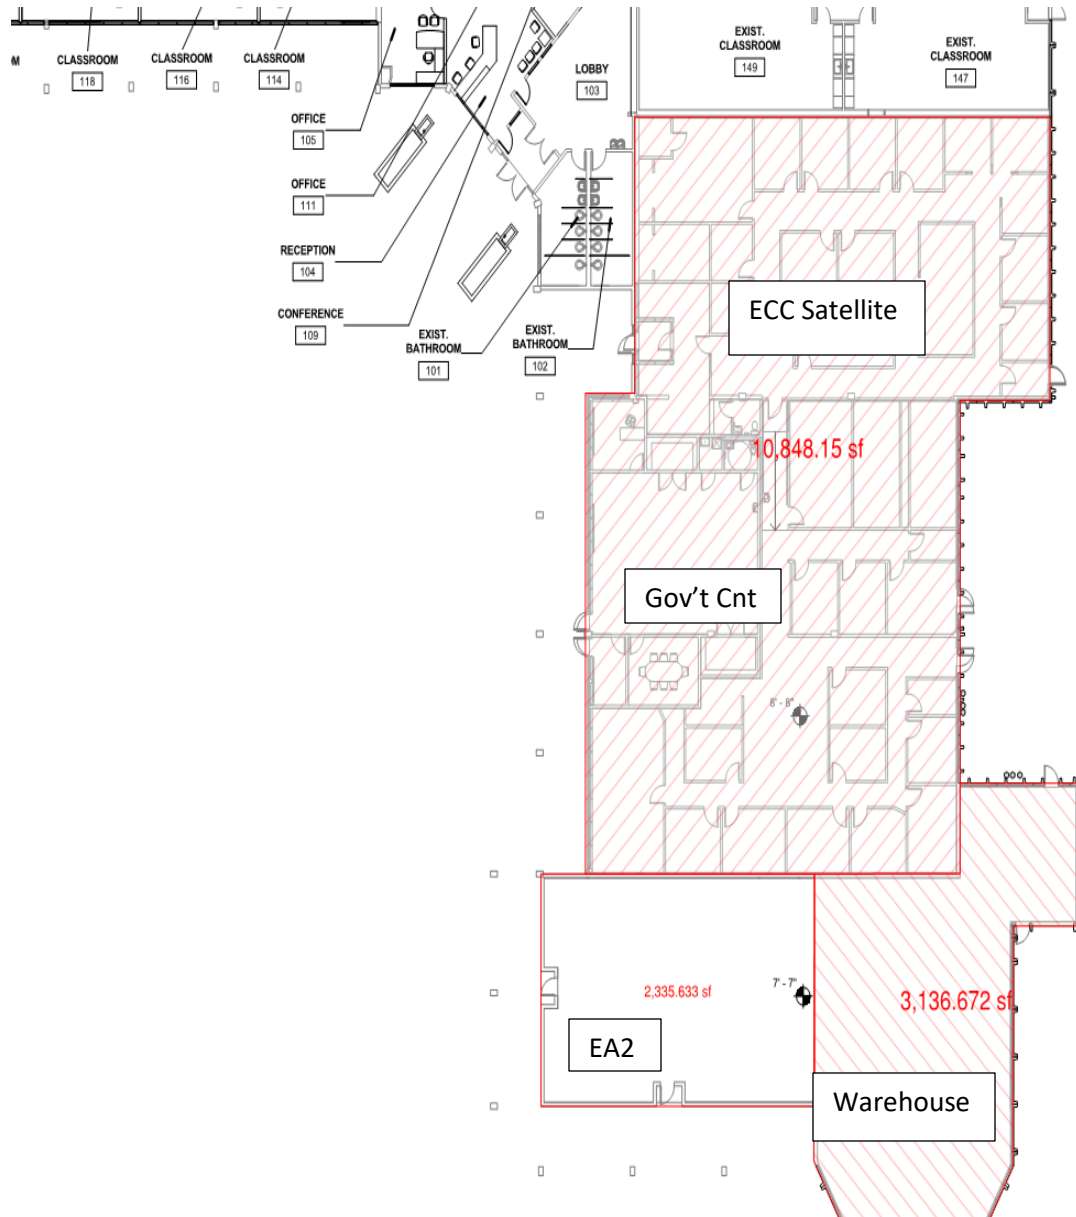 M
CLASSROOM
118
CLASSROOM
116
CLASSROOM
114
OFFICE
105
OFFICE
111
RECEPTION
104
CONFERENCE
109
EXIST.
BATHROOM
101
EXIST.
BATHROOM
102
LOBBY
103
EXIST.
CLASSROOM
149
EXIST.
CLASSROOM
147
ECC Satellite
10,848.15 sf
Gov’t Cnt
8' - 8"
2,335.633 sf
7' - 7"
3,136.672 sf
EA2
Warehouse